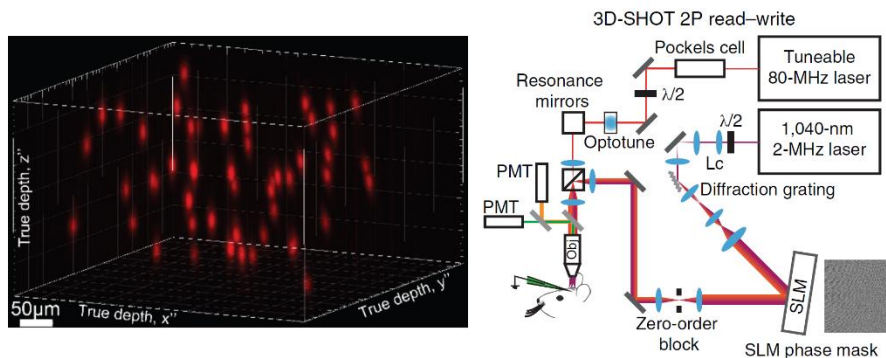 True depth, z"
True depth, x"
True depth, y"
50µm
3D-SHOT 2P read–write
Pockels cell
Tuneable
80-MHz laser
Resonance
mirrors
λ/2
Optotune
λ/2
1,040-nm
2-MHz laser
Lc
PMT
PMT
Diffraction grating
Obj
SLM
Zero-order
block
SLM phase mask